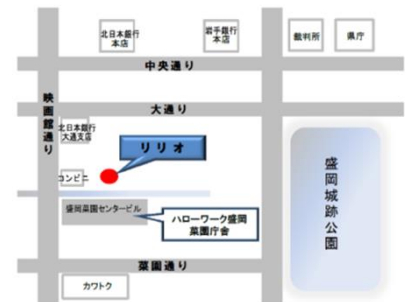 北日本銀行
本店
岩手銀行
本店
裁判所
県庁
中央通り
映画館通り
大通り
北日本銀行
大通支店
リリオ
コンビニ
盛岡城跡公園
盛岡菜園センタービル
ハローワーク盛岡
菜園庁舎
菜園通り
カワトク